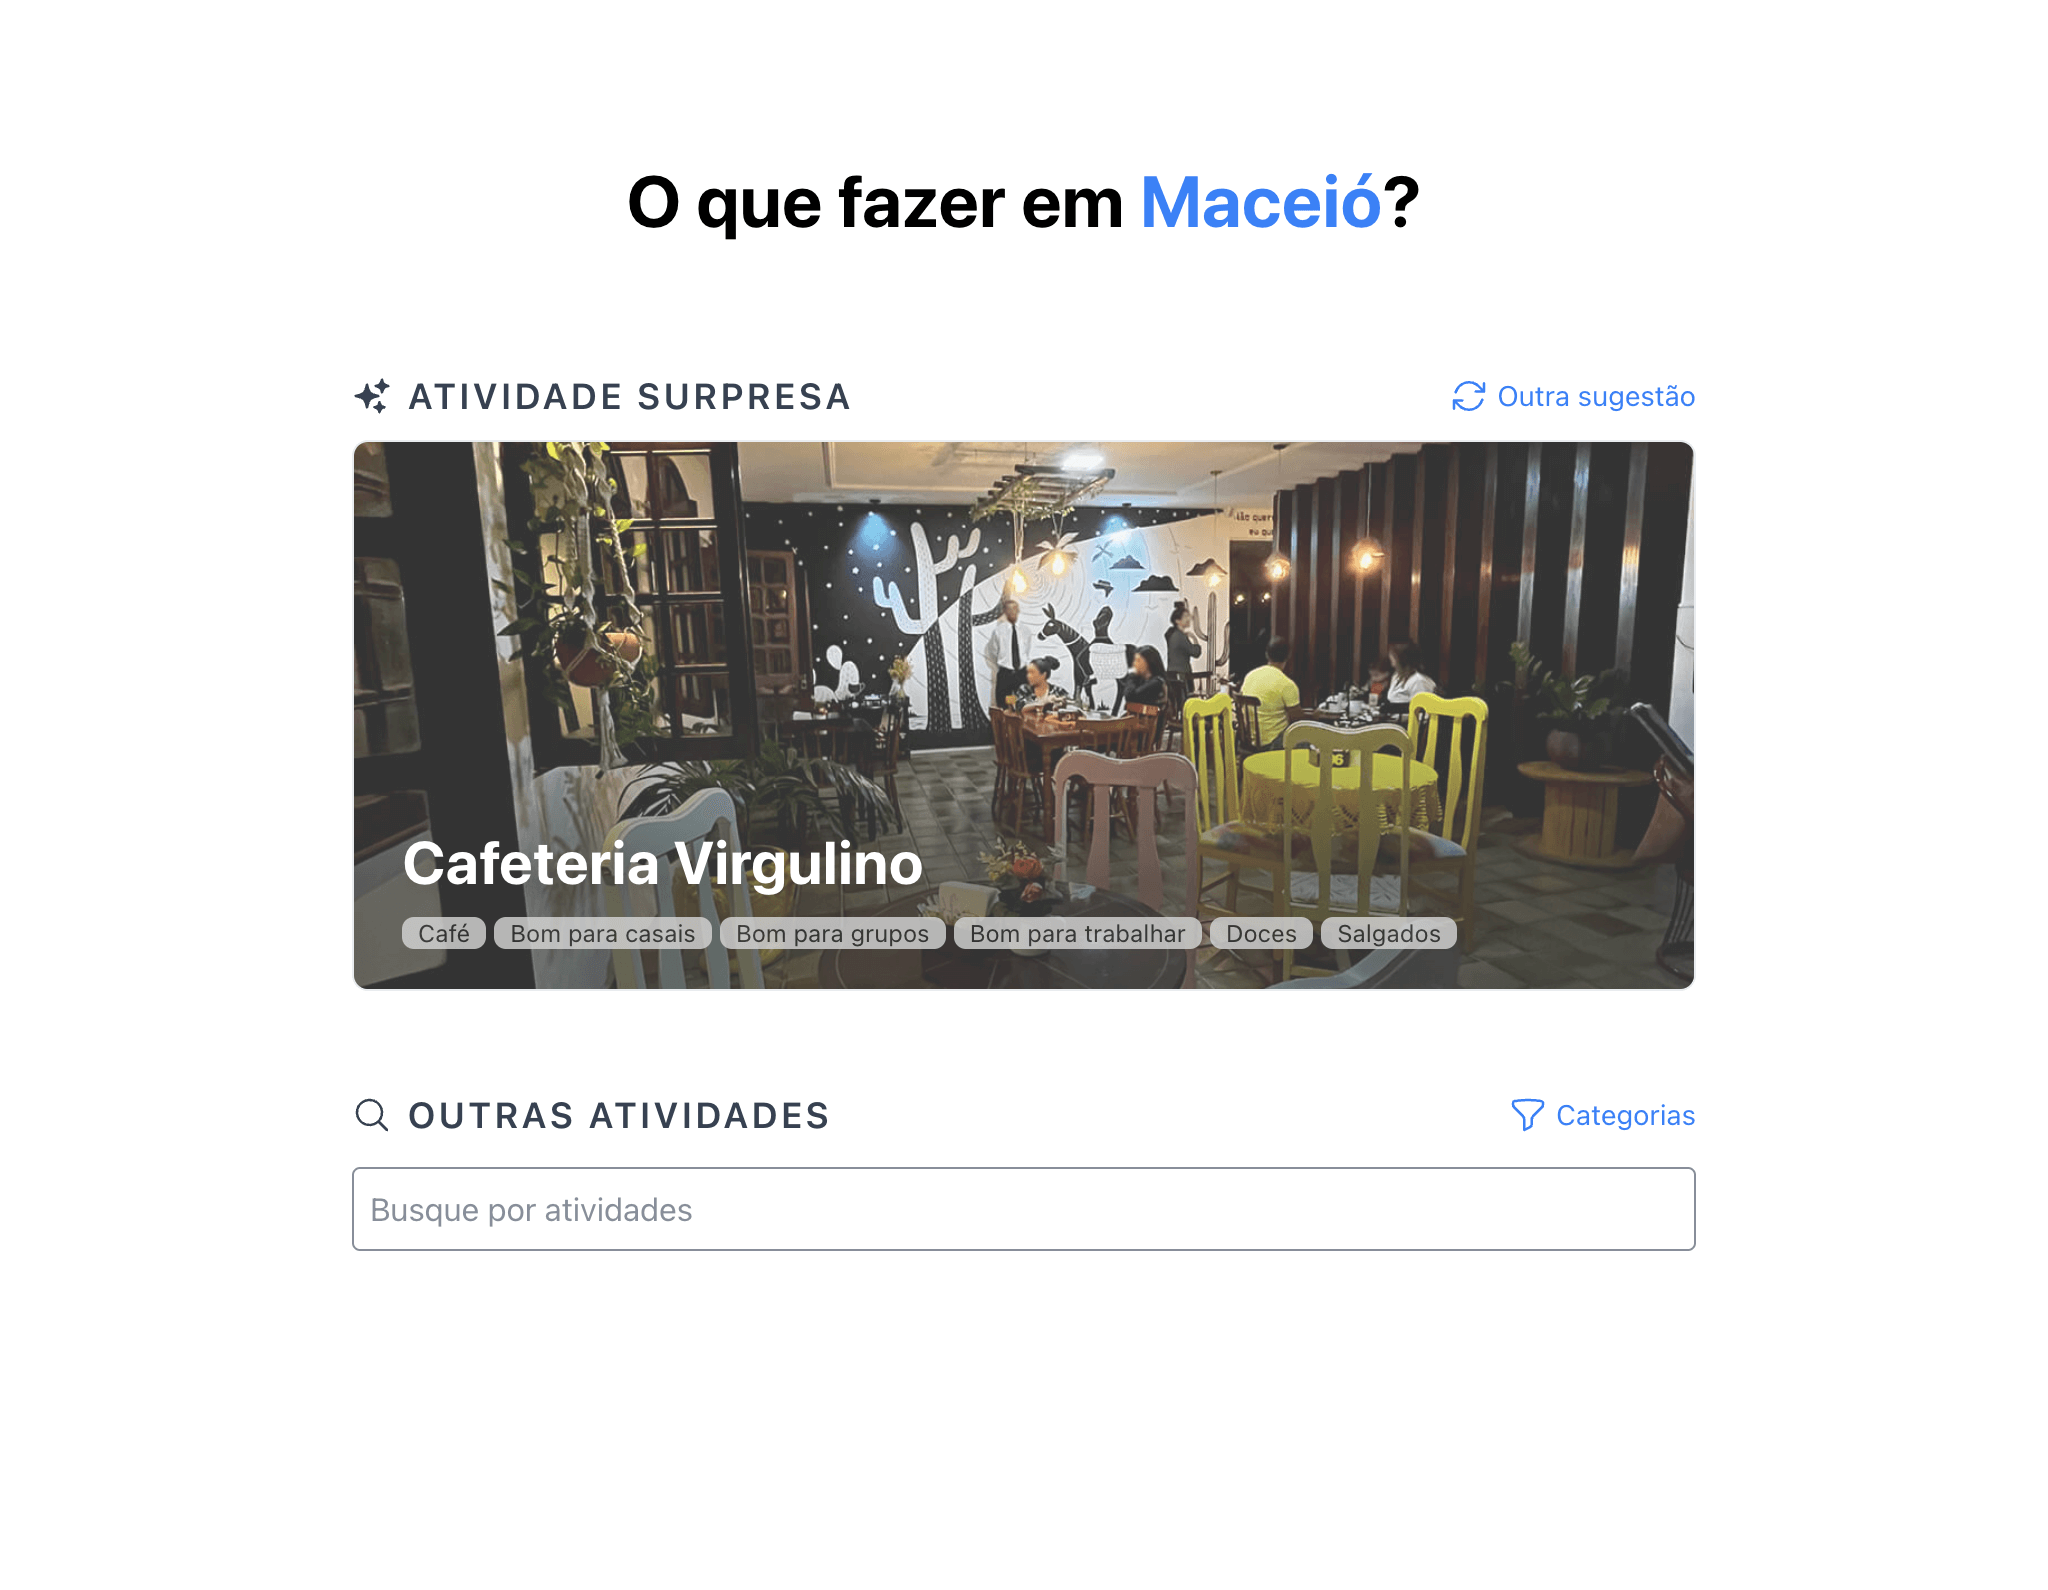 O que fazer em Maceió?
ATIVIDADE SURPRESA
Outra sugestão
Cafeteria Virgulino
Café
Bom para casais
Bom para grupos
Bom para trabalhar
Doces
Salgados
OUTRAS ATIVIDADES
Categorias
Busque por atividades